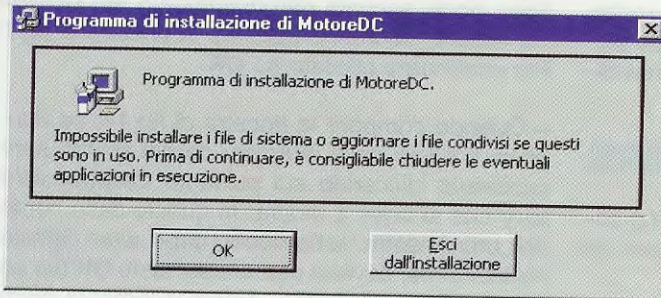 Programma di installazione di MotoreDC
Programma di installazione di MotoreDC.
Impossibile installare i file di sistema o aggiornare i file condivisi se questi
sono in uso. Prima di continuare, è consigliabile chiudere le eventuali
applicazioni in esecuzione.
OK
Esci
dall'installazione